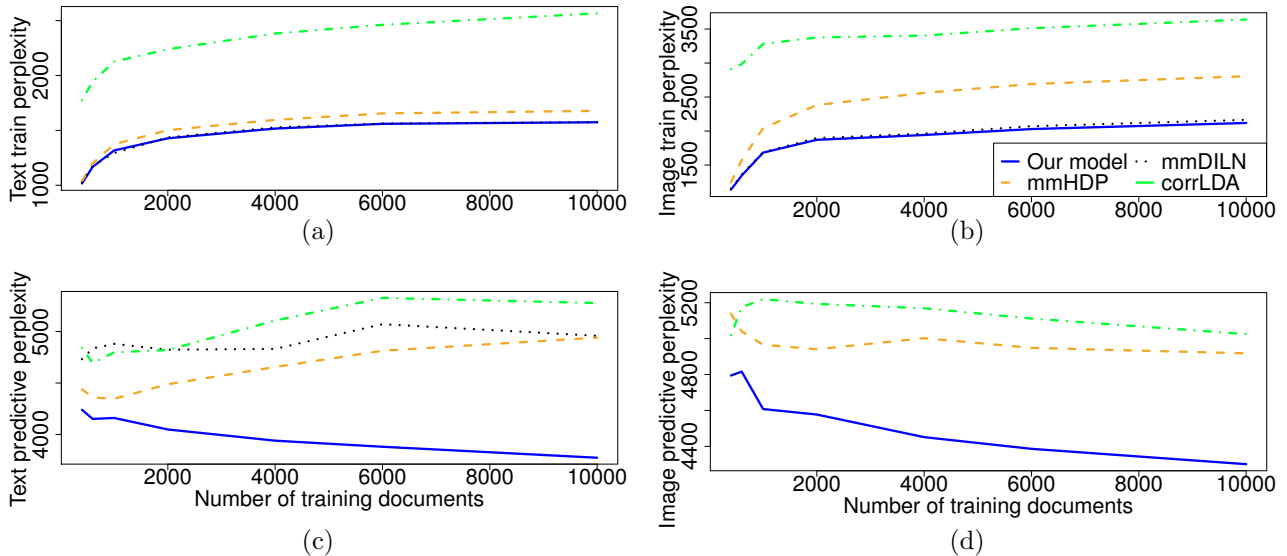 Text train perplexity
1000
2000
2000
4000
6000
8000
10000
(a)
Image train perplexity
1500
2500
3500
2000
4000
6000
8000
10000
Our model
mmDILN
mmHDP
corrLDA
(b)
Text predictive perplexity
4000
5000
2000
4000
6000
8000
10000
Number of training documents
(c)
Image predictive perplexity
4400
4800
5200
2000
4000
6000
8000
10000
Number of training documents
(d)